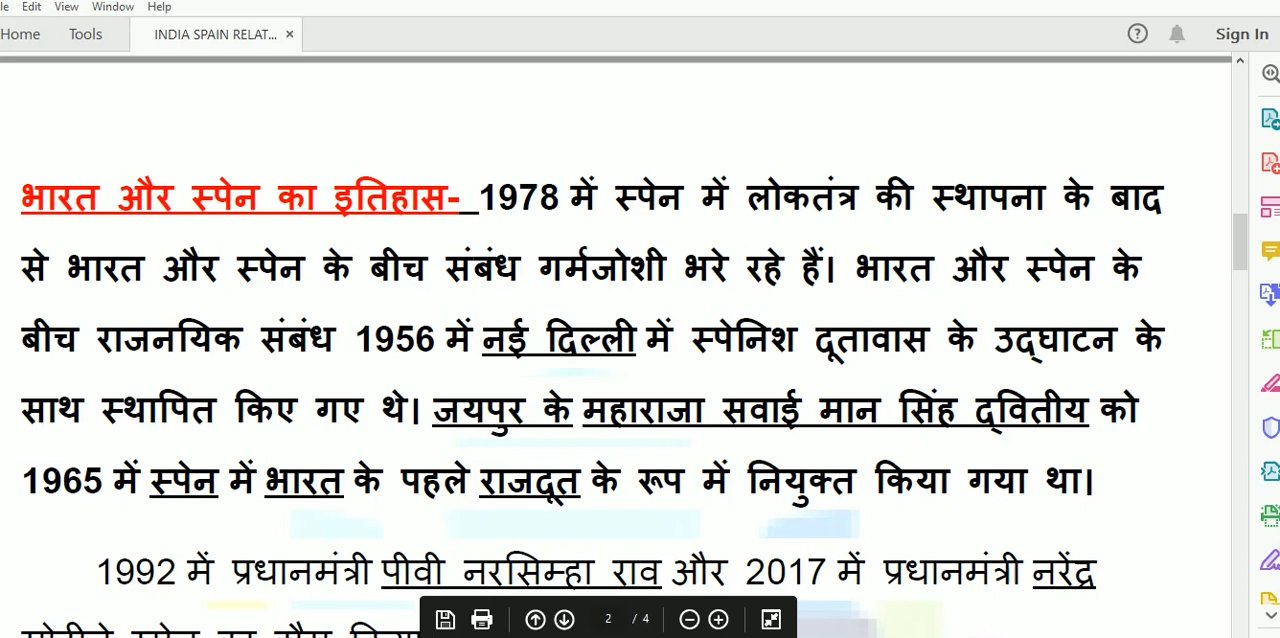 le Edit View Window Help
Home Tools INDIA SPAIN RELAT... × Sign In
भारत और स्पेन का इतिहास- 1978 में स्पेन में लोकतंत्र की स्थापना के बाद
से भारत और स्पेन के बीच संबंध गर्मजोशी भरे रहे हैं। भारत और स्पेन के
बीच राजनयिक संबंध 1956 में नई दिल्ली में स्पेनिश दूतावास के उद्घाटन के
साथ स्थापित किए गए थे। जयपुर के महाराजा सवाई मान सिंह द्वितीय को
1965 में स्पेन में भारत के पहले राजदूत के रूप में नियुक्त किया गया था।
1992 में प्रधानमंत्री पीवी नरसिम्हा राव और 2017 में प्रधानमंत्री नरेंद्र
2 / 4